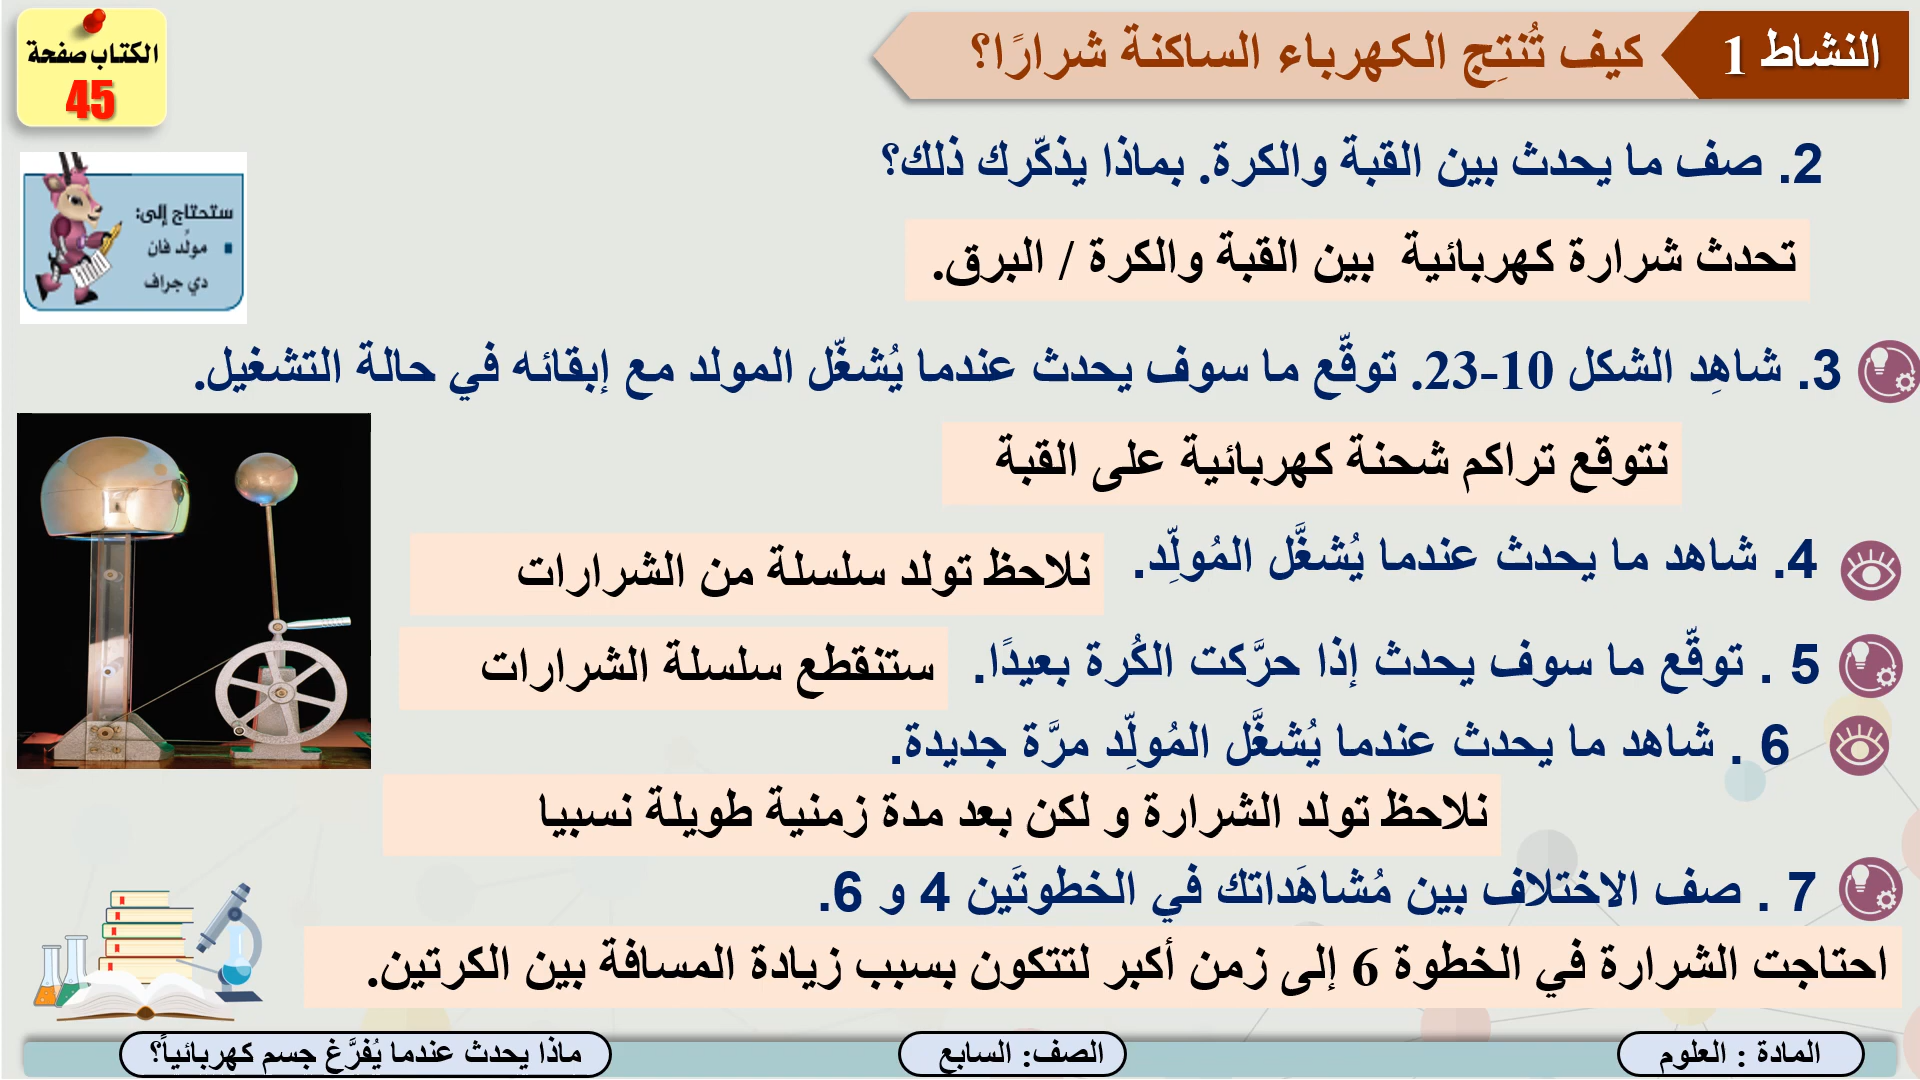 النشاط 1
كيف تُنتِج الكهرباء الساكنة شرارًا؟
الكتاب صفحة
45
2. صف ما يحدث بين القبة والكرة. بماذا يذكّرك ذلك؟
تحدث شرارة كهربائية بين القبة والكرة / البرق.
ستحتاج إلى:
▪ مولّد فان
دي جراف
3. شاهِد الشكل 10-23. توقّع ما سوف يحدث عندما يُشغّل المولد مع إبقائه في حالة التشغيل.
نتوقع تراكم شحنة كهربائية على القبة
4. شاهد ما يحدث عندما يُشغَّل المُولِّد.
نلاحظ تولد سلسلة من الشرارات
5 . توقّع ما سوف يحدث إذا حرَّكت الكُرة بعيدًا.
ستنقطع سلسلة الشرارات
6 . شاهد ما يحدث عندما يُشغَّل المُولِّد مرَّة جديدة.
نلاحظ تولد الشرارة و لكن بعد مدة زمنية طويلة نسبيا
7 . صف الاختلاف بين مُشاهَداتك في الخطوتَين 4 و 6.
احتاجت الشرارة في الخطوة 6 إلى زمن أكبر لتتكون بسبب زيادة المسافة بين الكرتين.
المادة : العلوم
الصف: السابع
ماذا يحدث عندما يُفرَّغ جسم كهربائياً؟